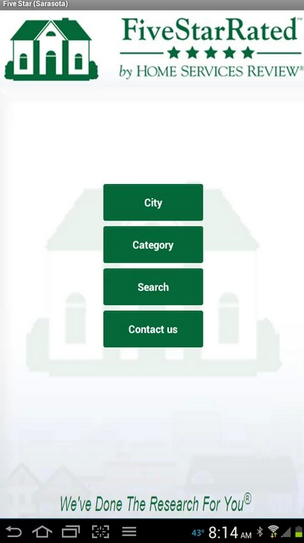 Five Star (Sarasota)
FiveStarRated™
by HOME SERVICES REVIEW®
City
Category
Search
Contact us
We've Done The Research For You®
43° 8:14 AM